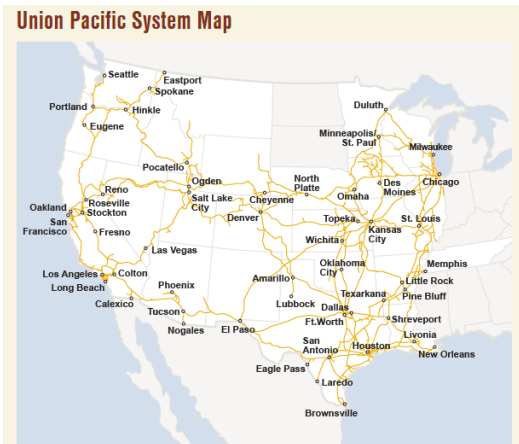 Union Pacific System Map
Seattle
Eastport
Spokane
Portland
Hinkle
Eugene
Duluth
Minneapolis/
St. Paul
Milwaukee
Pocatello
Ogden
Reno
Roseville
Salt Lake
City
Cheyenne
North
Platte
Omaha
Des
Moines
Chicago
Oakland
Stockton
San
Francisco
Denver
Topeka
Kansas
City
St. Louis
Fresno
Las Vegas
Wichita
Los Angeles
Colton
Long Beach
Phoenix
Amarillo
Oklahoma
City
Memphis
Little Rock
Calexico
Tucson
Lubbock
Texarkana
Pine Bluff
Nogales
El Paso
Dallas
Ft.Worth
Shreveport
San
Antonio
Houston
Livonia
New Orleans
Eagle Pass
Laredo
Brownsville